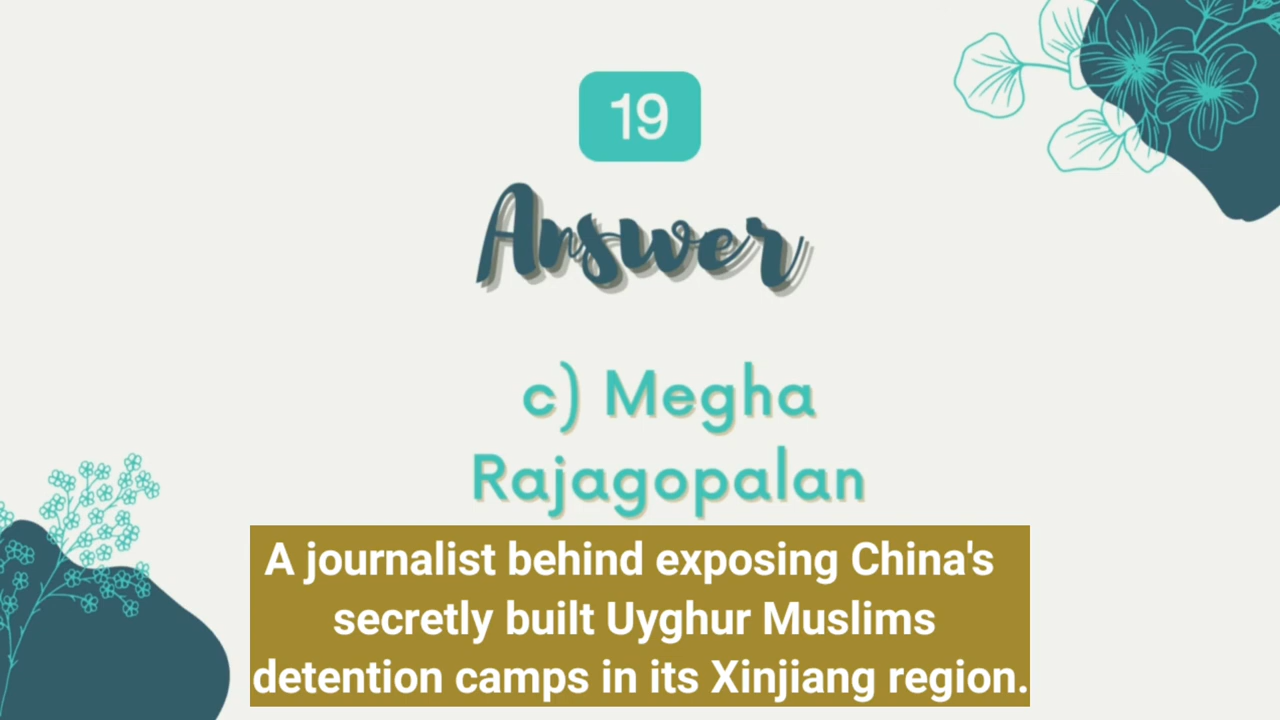 19
Answer
c) Megha
Rajagopalan
A journalist behind exposing China's
secretly built Uyghur Muslims
detention camps in its Xinjiang region.